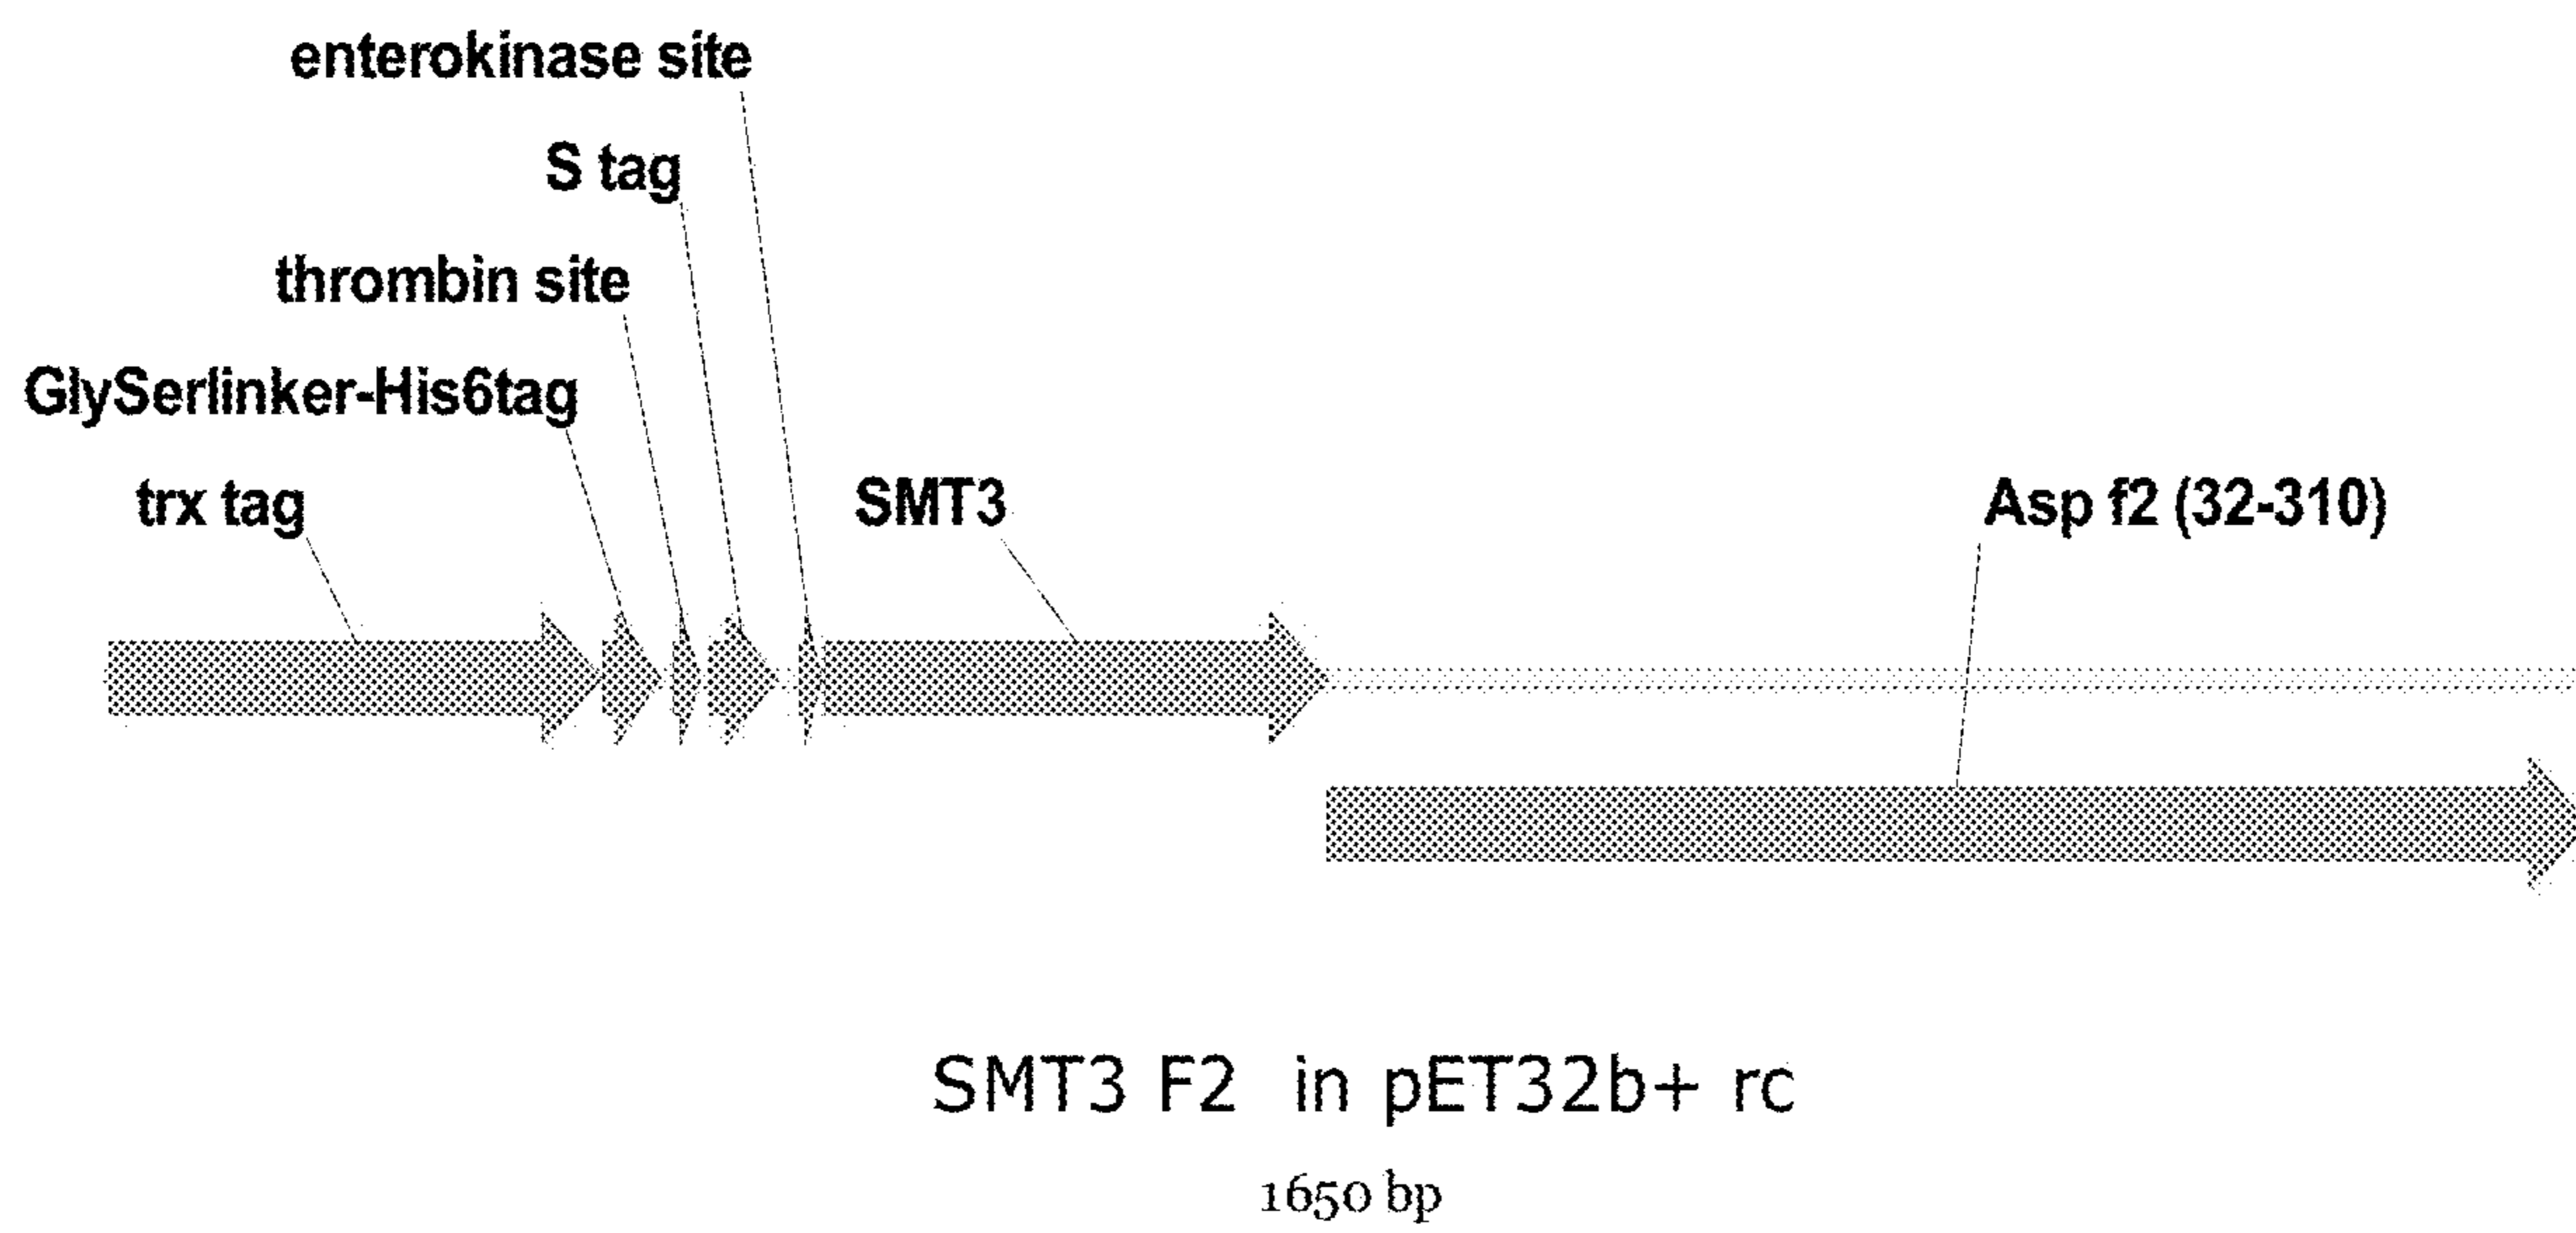 enterokinase site
S tag
thrombin site
GlySerlinker-His6tag
trx tag
SMT3
Asp f2 (32-310)
SMT3 F2 in pET32b+ rc
1650 bp